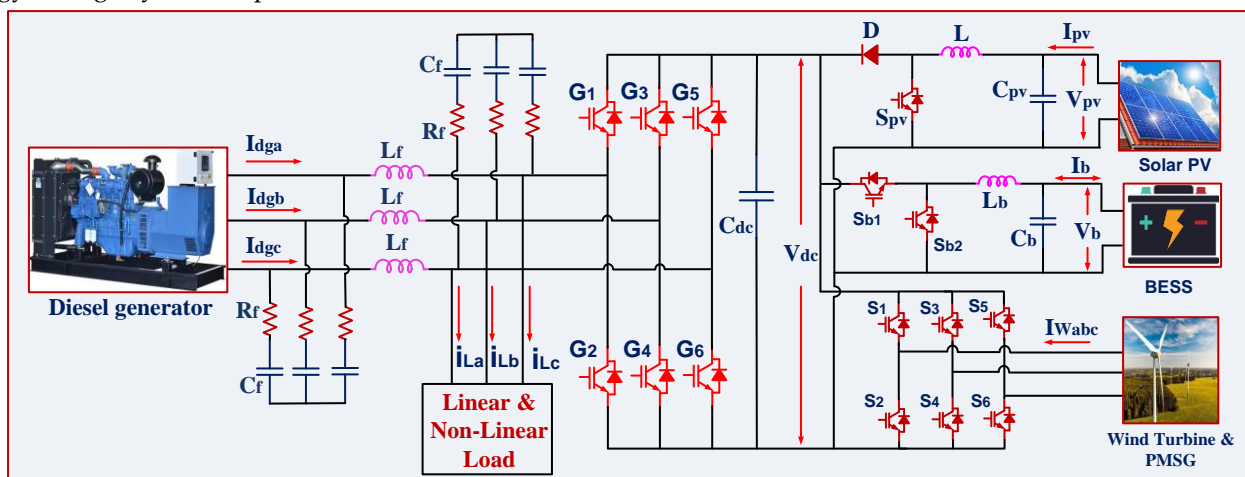 D
L
Ipv
Cf
G1
G3
G5
Spv
Cpv
Vpv
Rf
Solar PV
Idga
Lf
Ib
Idgb
Lf
Sb1
Lb
Sb2
Cb
Vb
+
-
Cdc
Vdc
Idgc
Lf
BESS
Diesel generator
Rf
S1
S3
S5
IWabc
iLa
iLb
iLc
G2
G4
G6
Cf
S2
S4
S6
Linear &
Non-Linear
Load
Wind Turbine &
PMSG